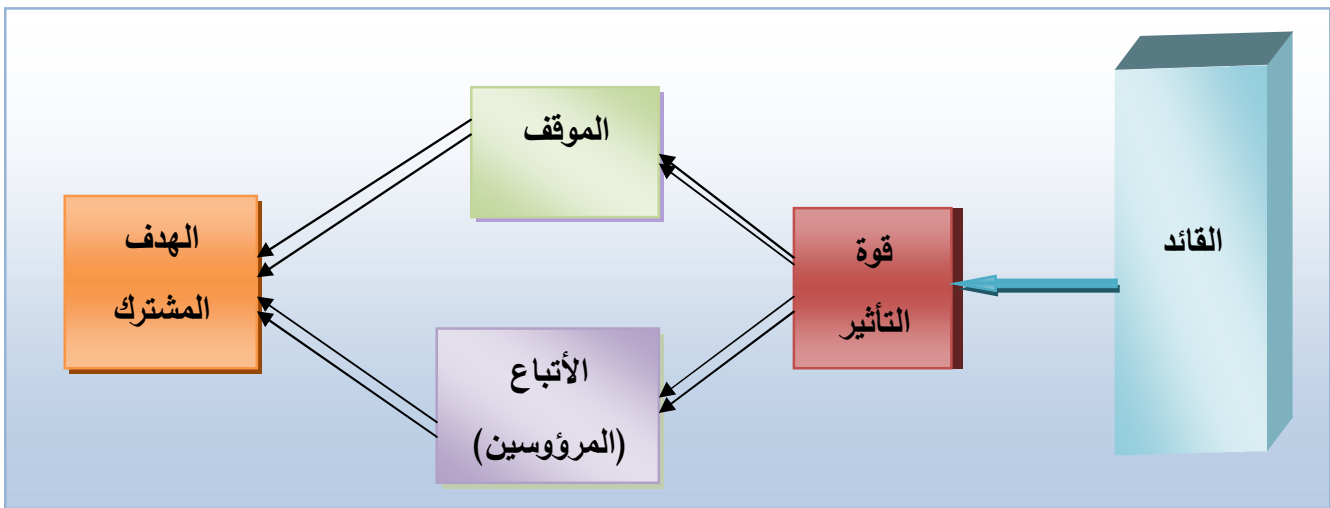 القائد
قوة
التأثير
الموقف
الأتباع
(المرؤوسين)
الهدف
المشترك